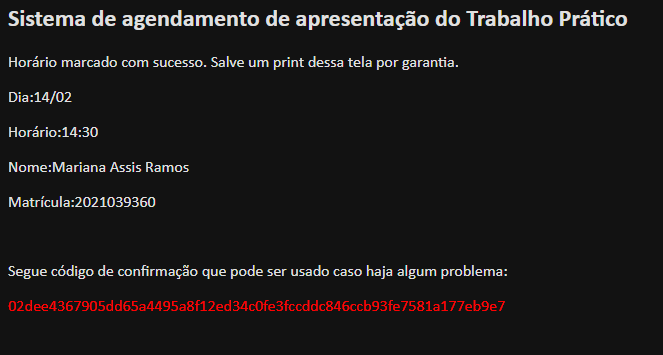 Sistema de agendamento de apresentação do Trabalho Prático
Horário marcado com sucesso. Salve um print dessa tela por garantia.
Dia:14/02
Horário:14:30
Nome:Mariana Assis Ramos
Matrícula:2021039360
Segue código de confirmação que pode ser usado caso haja algum problema:
02dee4367905dd65a4495a8f12ed34c0fe3fccddc846ccb93fe7581a177eb9e7